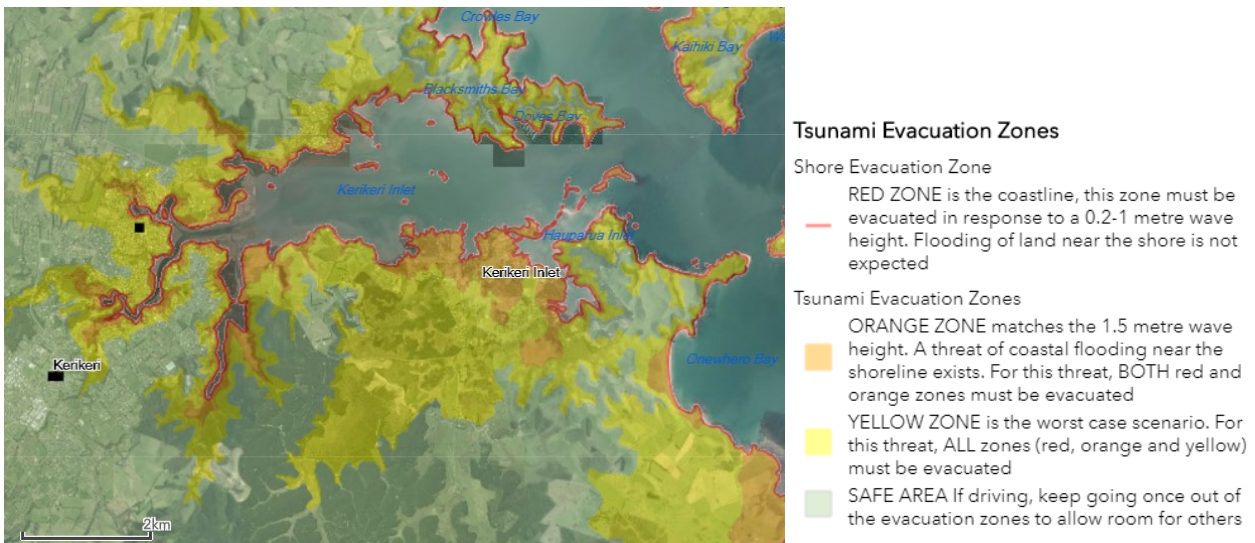 Crowles Bay
Kaihiki Bay
Blacksmiths Bay
Doves Bay
Kerikeri Inlet
Hauparua Inlet
Kerikeri Inlet
Onewhero Bay
Kerikeri
2km
Tsunami Evacuation Zones
Shore Evacuation Zone
RED ZONE is the coastline, this zone must be
evacuated in response to a 0.2-1 metre wave
height. Flooding of land near the shore is not
expected
Tsunami Evacuation Zones
ORANGE ZONE matches the 1.5 metre wave
height. A threat of coastal flooding near the
shoreline exists. For this threat, BOTH red and
orange zones must be evacuated
YELLOW ZONE is the worst case scenario. For
this threat, ALL zones (red, orange and yellow)
must be evacuated
SAFE AREA If driving, keep going once out of
the evacuation zones to allow room for others